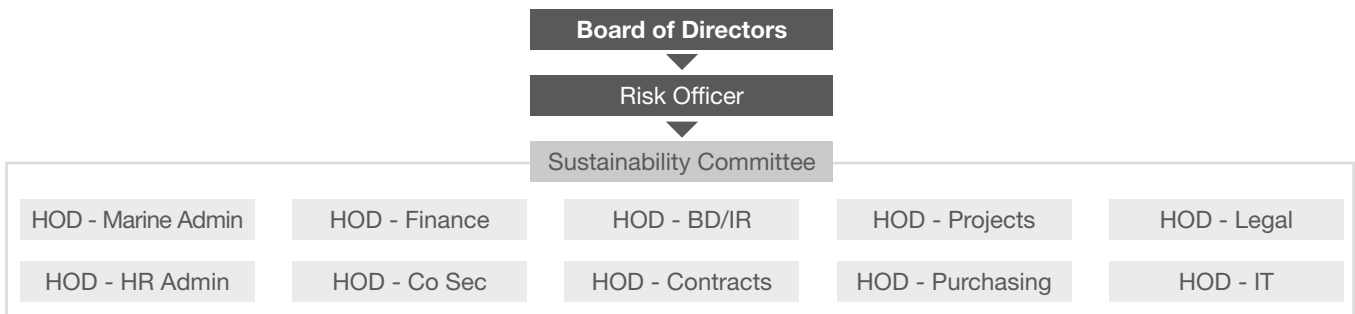 Board of Directors
Risk Officer
Sustainability Committee
HOD - Marine Admin
HOD - Finance
HOD - BD/IR
HOD - Projects
HOD - Legal
HOD - HR Admin
HOD - Co Sec
HOD - Contracts
HOD - Purchasing
HOD - IT